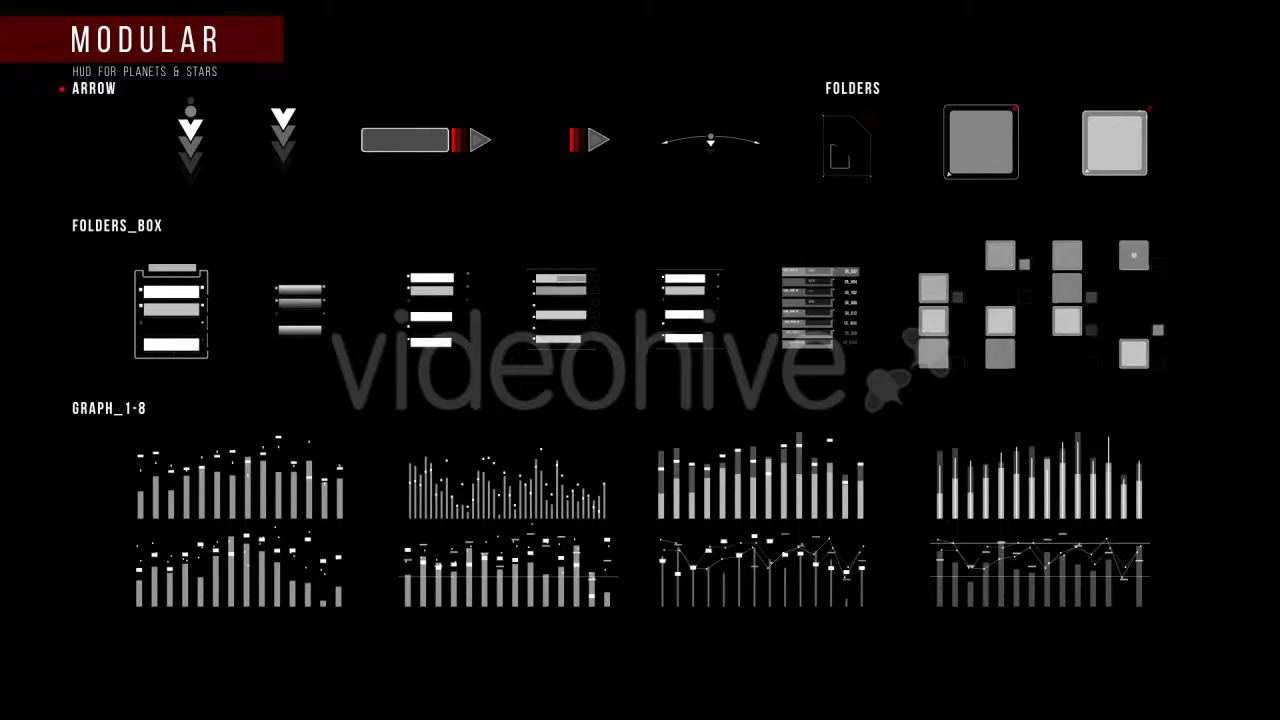 MODULAR
HUD FOR PLANETS & STARS
ARROW
FOLDERS
FOLDERS_BOX
videohive
GRAPH_1-8